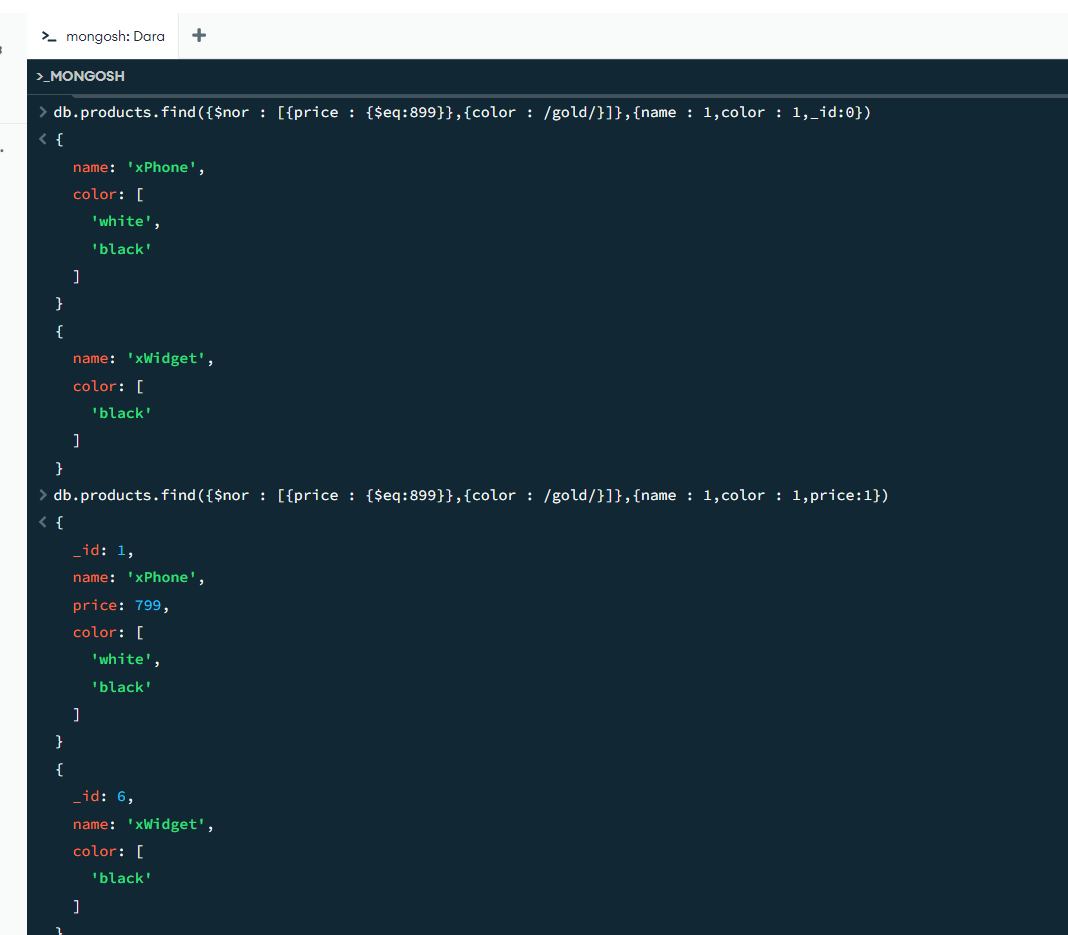 >_ mongosh: Dara +
>_MONGOSH
> db.products.find({$nor : [{price : {$eq:899}},{color : /gold/}]},{name : 1,color : 1,_id:0})
< {
name: 'xPhone',
color: [
'white',
'black'
]
}
{
name: 'xWidget',
color: [
'black'
]
}
> db.products.find({$nor : [{price : {$eq:899}},{color : /gold/}]},{name : 1,color : 1,price:1})
< {
_id: 1,
name: 'xPhone',
price: 799,
color: [
'white',
'black'
]
}
{
_id: 6,
name: 'xWidget',
color: [
'black'
]
}